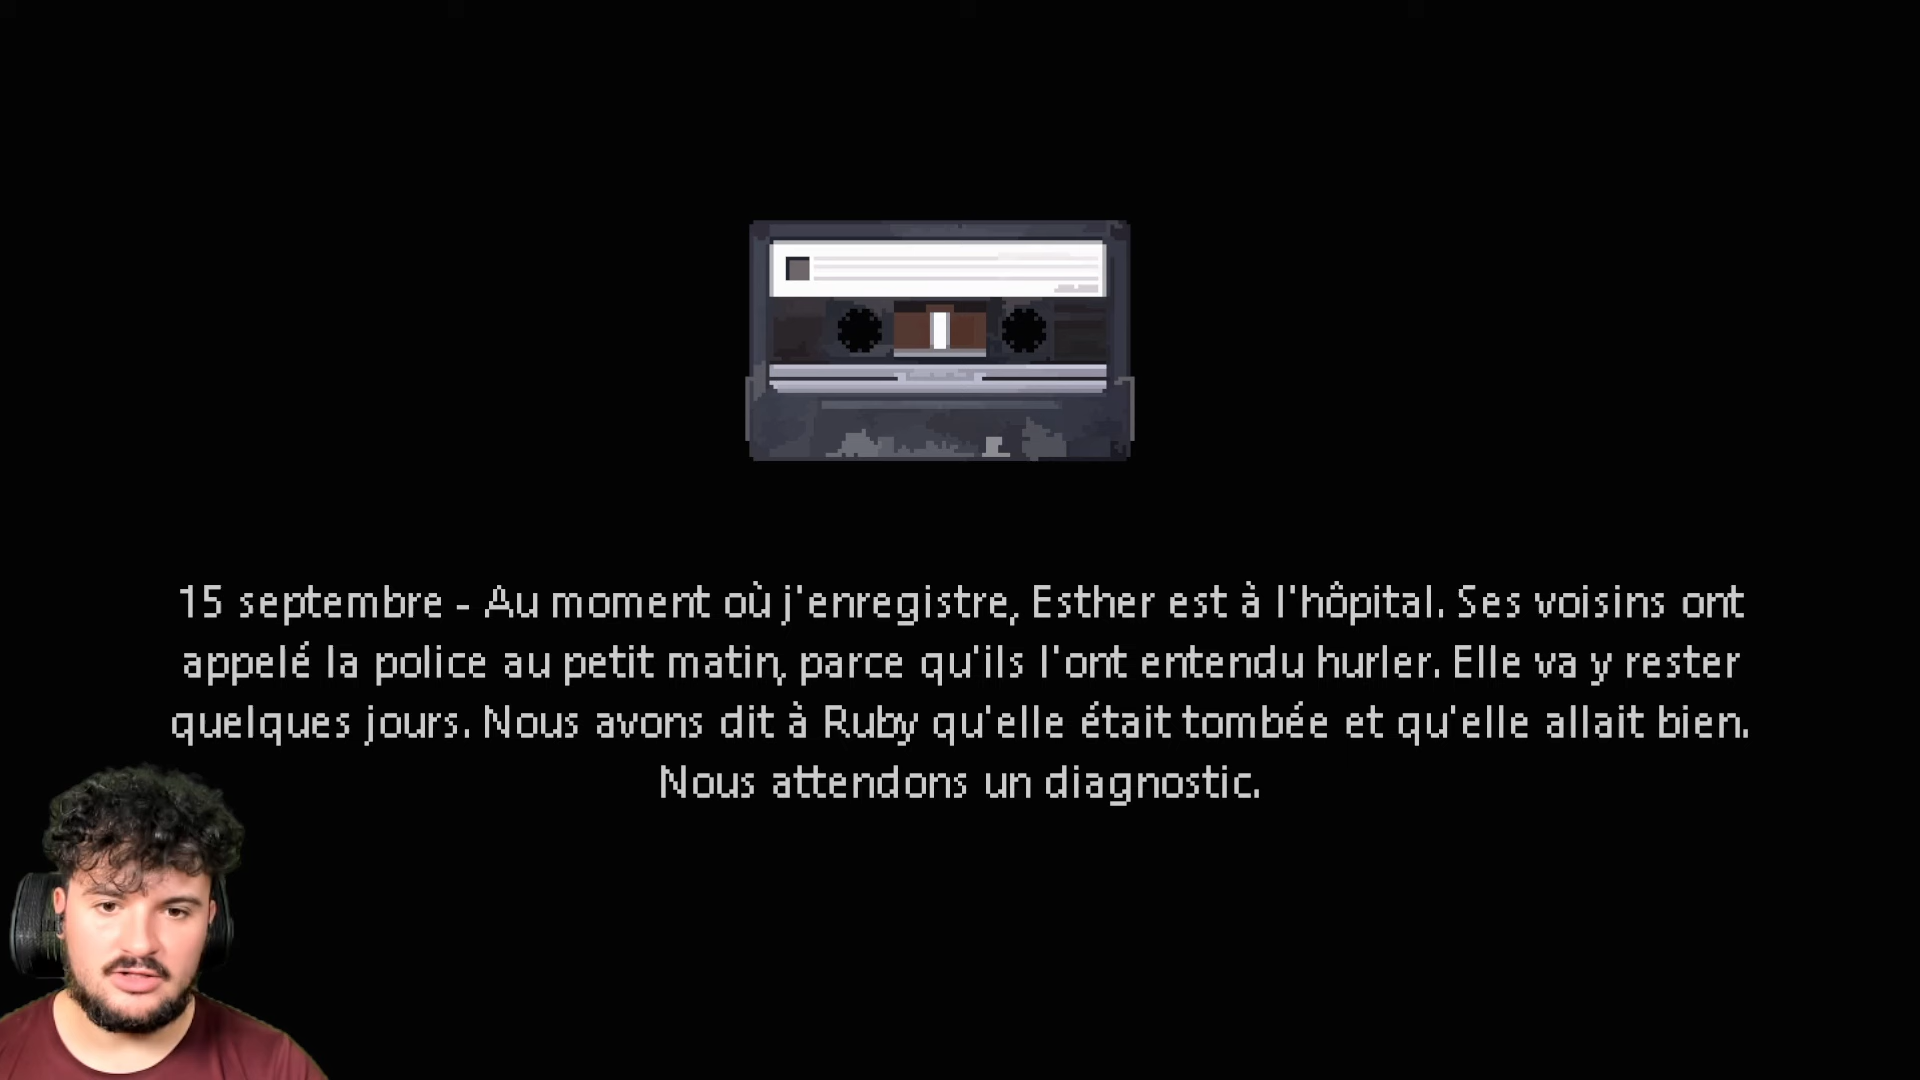 15 septembre - Au moment où j'enregistre, Esther est à l'hôpital. Ses voisins ont
appelé la police au petit matin, parce qu'ils l'ont entendu hurler. Elle va y rester
quelques jours. Nous avons dit à Ruby qu'elle était tombée et qu'elle allait bien.
Nous attendons un diagnostic.